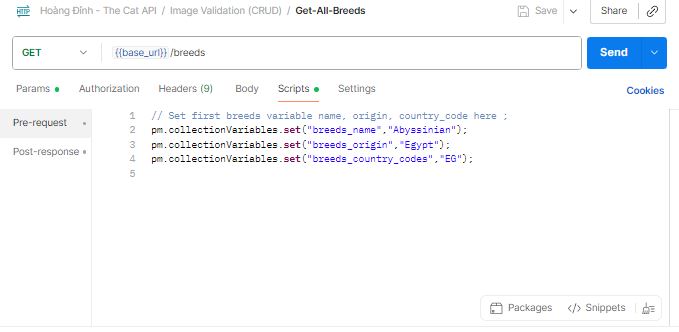 HTTP Hoàng Đỉnh - The Cat API / Image Validation (CRUD) / Get-All-Breeds Save Share
GET {{base_url}} /breeds Send
Params Authorization Headers (9) Body Scripts Settings Cookies
Pre-request
Post-response
1 // Set first breeds variable name, origin, country_code here ;
2 pm.collectionVariables.set("breeds_name","Abyssinian");
3 pm.collectionVariables.set("breeds_origin","Egypt");
4 pm.collectionVariables.set("breeds_country_codes","EG");
5
Packages </> Snippets